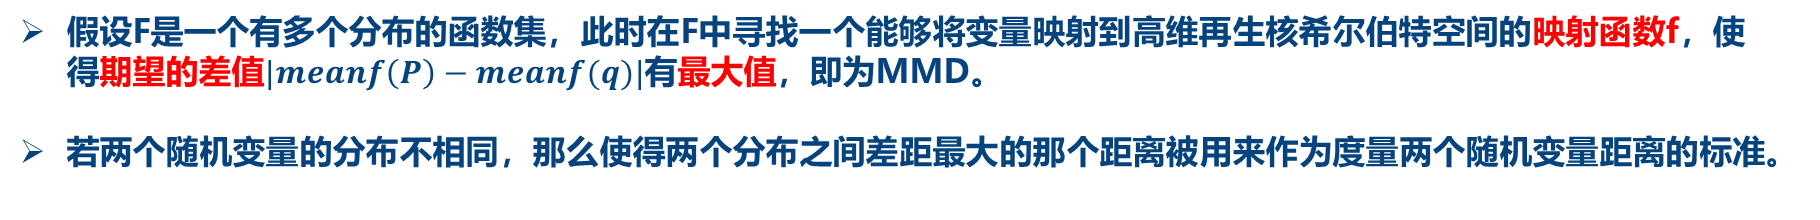 ➢ 假设F是一个有多个分布的函数集，此时在F中寻找一个能够将变量映射到高维再生核希尔伯特空间的映射函数f，使
得期望的差值|meanf(P) − meanf(q)|有最大值，即为MMD。
➢ 若两个随机变量的分布不相同，那么使得两个分布之间差距最大的那个距离被用来作为度量两个随机变量距离的标准。